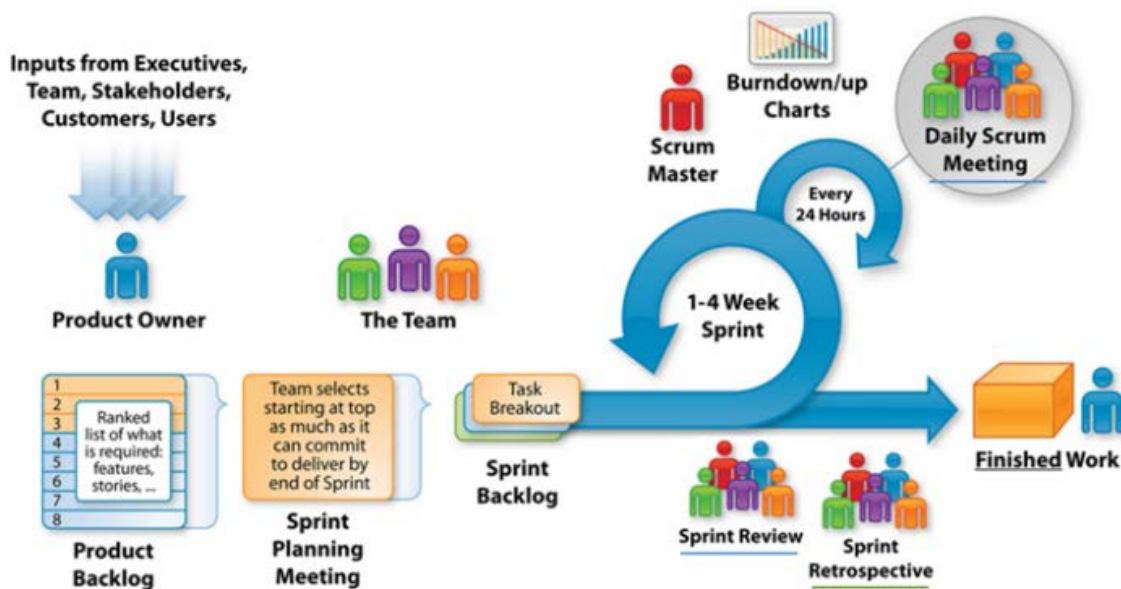 Inputs from Executives,
Team, Stakeholders,
Customers, Users
Product Owner
The Team
Scrum
Master
Burndown/up
Charts
Daily Scrum
Meeting
Every
24 Hours
1-4 Week
Sprint
1
2
3
4
5
6
7
8
Ranked
list of what
is required:
features,
stories, ...
Product
Backlog
Team selects
starting at top
as much as it
can commit
to deliver by
end of Sprint
Sprint
Planning
Meeting
Task
Breakout
Sprint
Backlog
Sprint Review
Sprint
Retrospective
Finished Work